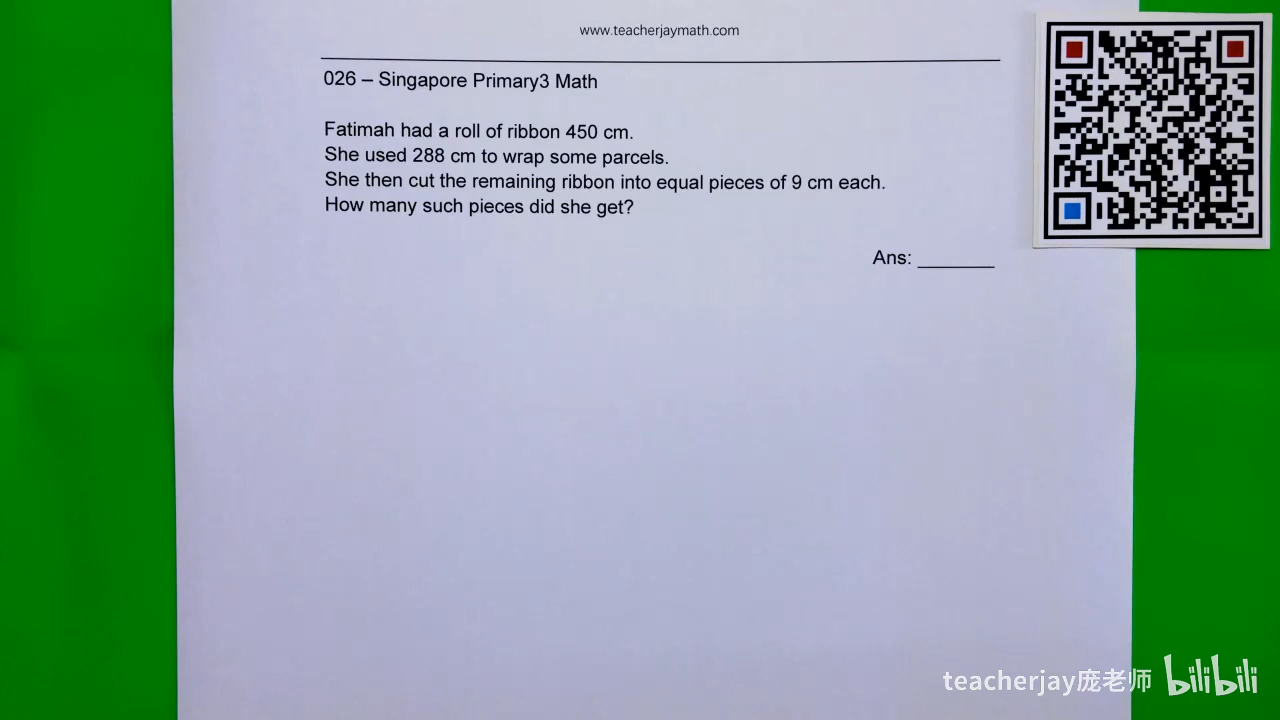 www.teacherjaymath.com
026 – Singapore Primary3 Math
Fatimah had a roll of ribbon 450 cm.
She used 288 cm to wrap some parcels.
She then cut the remaining ribbon into equal pieces of 9 cm each.
How many such pieces did she get?
Ans: _______
teacherjay庞老师 bilibili